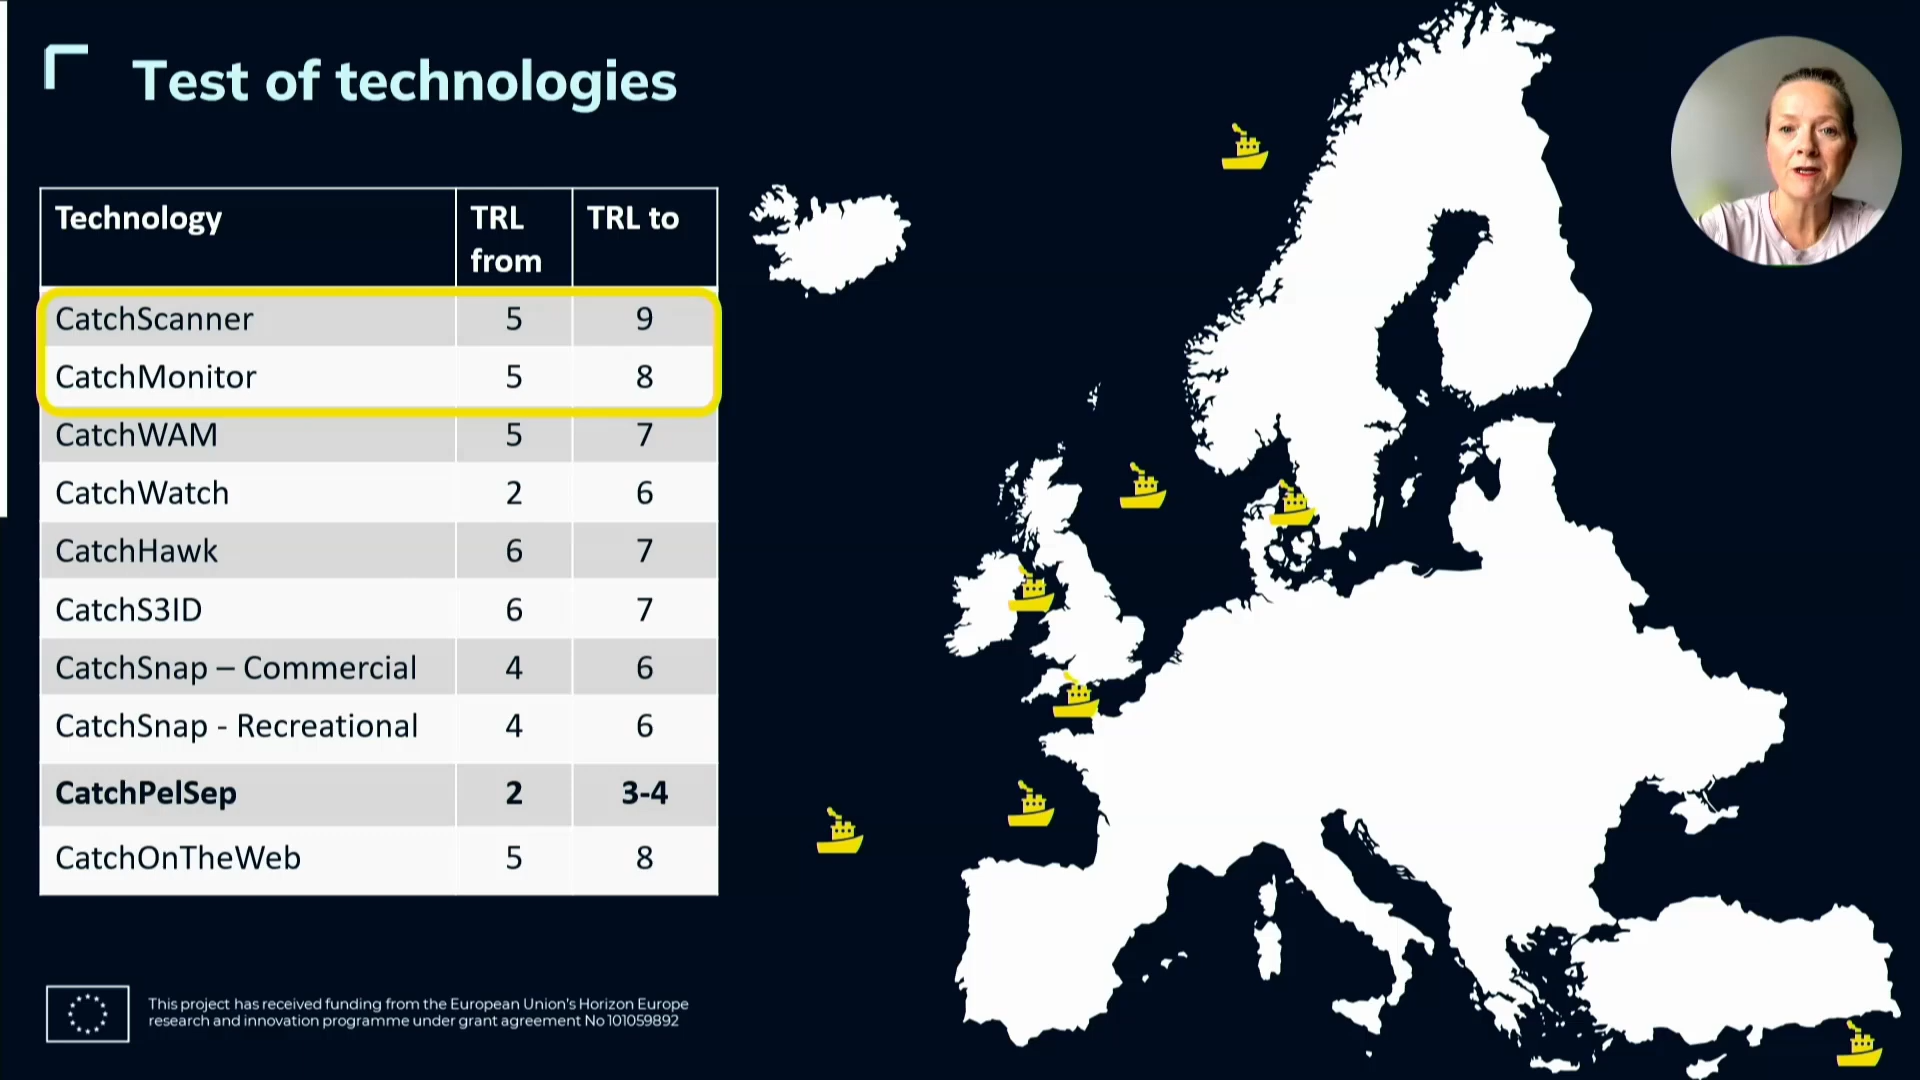 Test of technologies
Technology TRL from TRL to
CatchScanner 5 9
CatchMonitor 5 8
CatchWAM 5 7
CatchWatch 2 6
CatchHawk 6 7
CatchS3ID 6 7
CatchSnap – Commercial 4 6
CatchSnap - Recreational 4 6
CatchPelSep 2 3-4
CatchOnTheWeb 5 8
This project has received funding from the European Union's Horizon Europe
research and innovation programme under grant agreement No 101059892